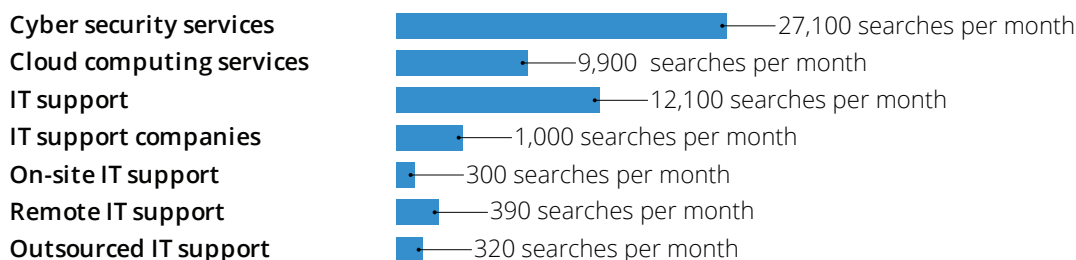 Cyber security services 27,100 searches per month
Cloud computing services 9,900 searches per month
IT support 12,100 searches per month
IT support companies 1,000 searches per month
On-site IT support 300 searches per month
Remote IT support 390 searches per month
Outsourced IT support 320 searches per month